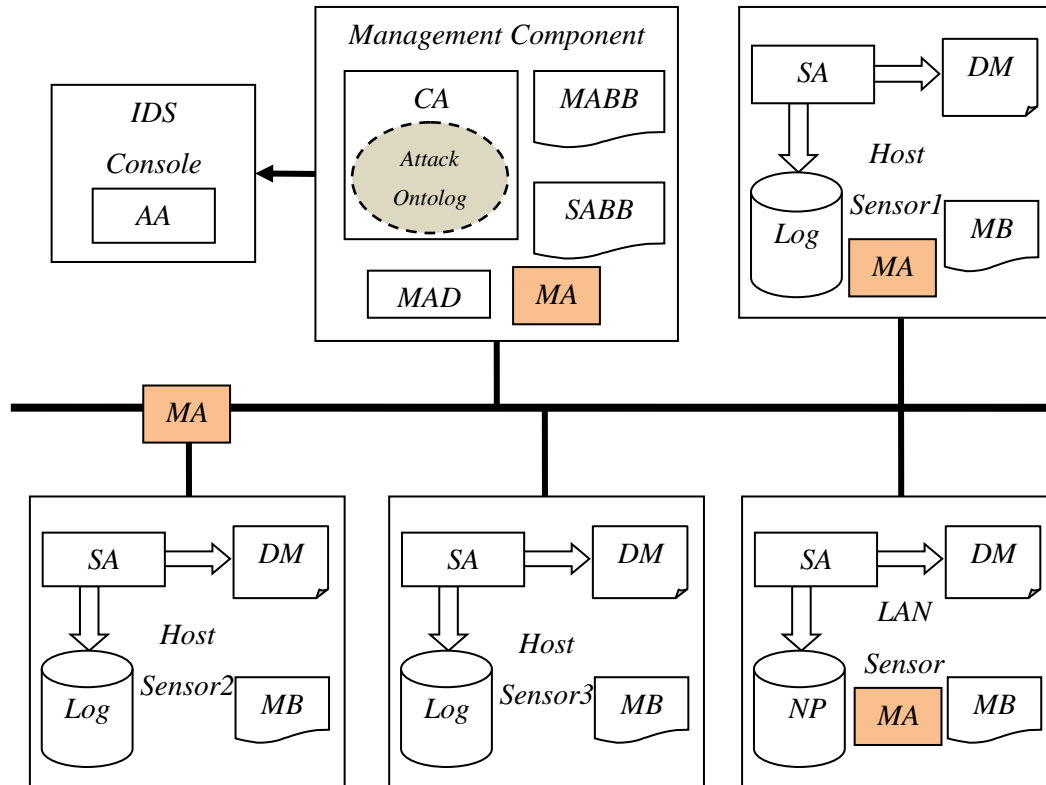 Management Component
CA
Attack
Ontolog
MABB
SABB
MAD
MA
IDS
Console
AA
SA
DM
Host
Sensor1
Log
MA
MB
MA
SA
DM
Host
Sensor2
Log
MB
SA
DM
Host
Sensor3
Log
MB
SA
DM
LAN
Sensor
NP
MA
MB